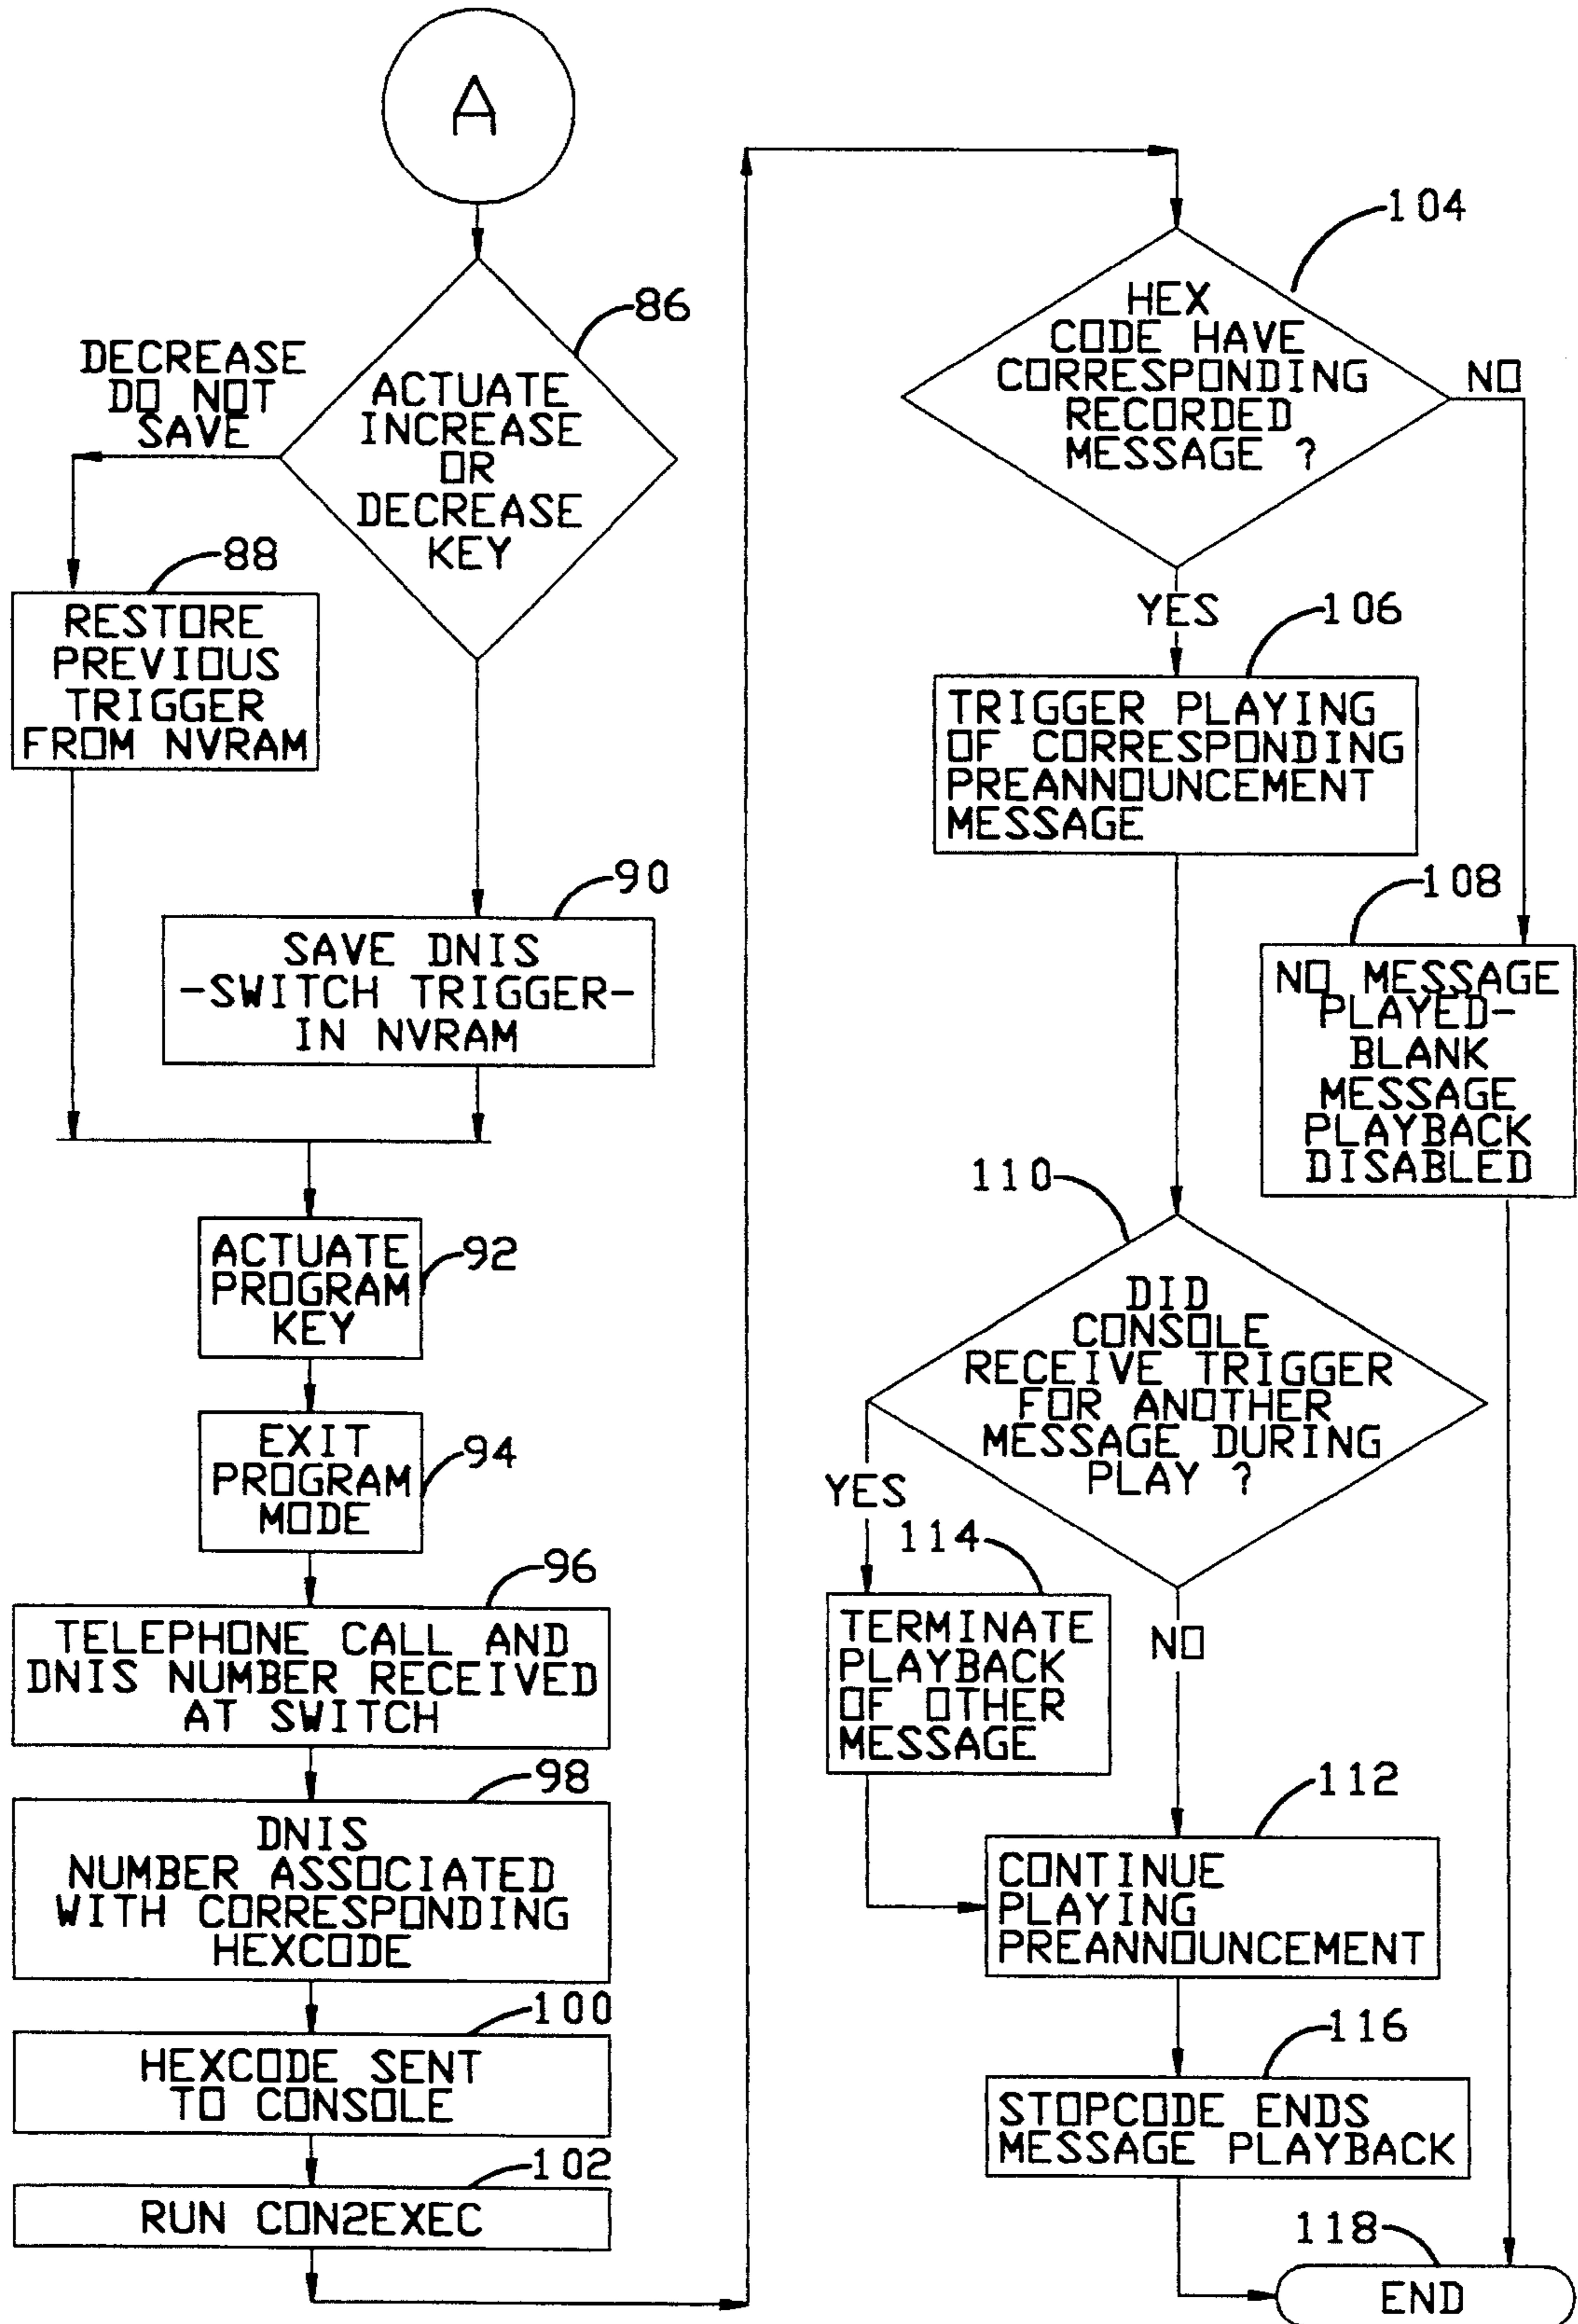 A
86
DECREASE
DO NOT
SAVE
ACTUATE
INCREASE
OR
DECREASE
KEY
88
RESTORE
PREVIOUS
TRIGGER
FROM NVRAM
90
SAVE DNIS
-SWITCH TRIGGER-
IN NVRAM
ACTUATE
PROGRAM
KEY
92
EXIT
PROGRAM
MODE
94
96
TELEPHONE CALL AND
DNIS NUMBER RECEIVED
AT SWITCH
98
DNIS
NUMBER ASSOCIATED
WITH CORRESPONDING
HEXCODE
100
HEXCODE SENT
TO CONSOLE
102
RUN CON2EXEC
104
HEX
CODE HAVE
CORRESPONDING
RECORDED
MESSAGE ?
NO
YES
106
TRIGGER PLAYING
OF CORRESPONDING
PREANNOUNCEMENT
MESSAGE
108
NO MESSAGE
PLAYED-
BLANK
MESSAGE
PLAYBACK
DISABLED
110
DID
CONSOLE
RECEIVE TRIGGER
FOR ANOTHER
MESSAGE DURING
PLAY ?
YES
114
TERMINATE
PLAYBACK
OF OTHER
MESSAGE
NO
112
CONTINUE
PLAYING
PREANNOUNCEMENT
116
STOPCODE ENDS
MESSAGE PLAYBACK
118
END